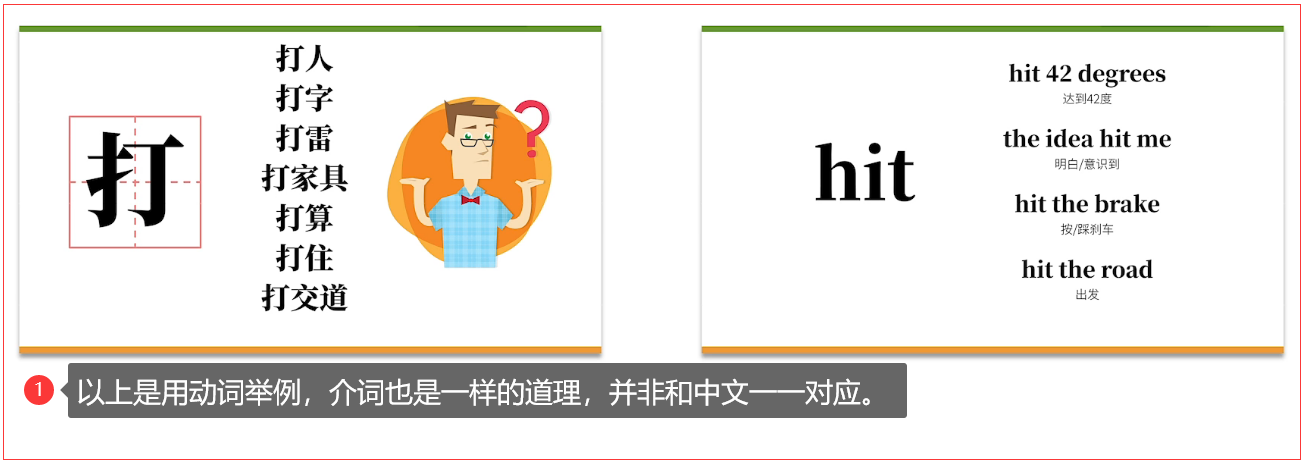 打
打人
打字
打雷
打家具
打算
打住
打交道
?
hit
hit 42 degrees
达到42度
the idea hit me
明白/意识到
hit the brake
按/踩刹车
hit the road
出发
1
以上是用动词举例，介词也是一样的道理，并非和中文一一对应。